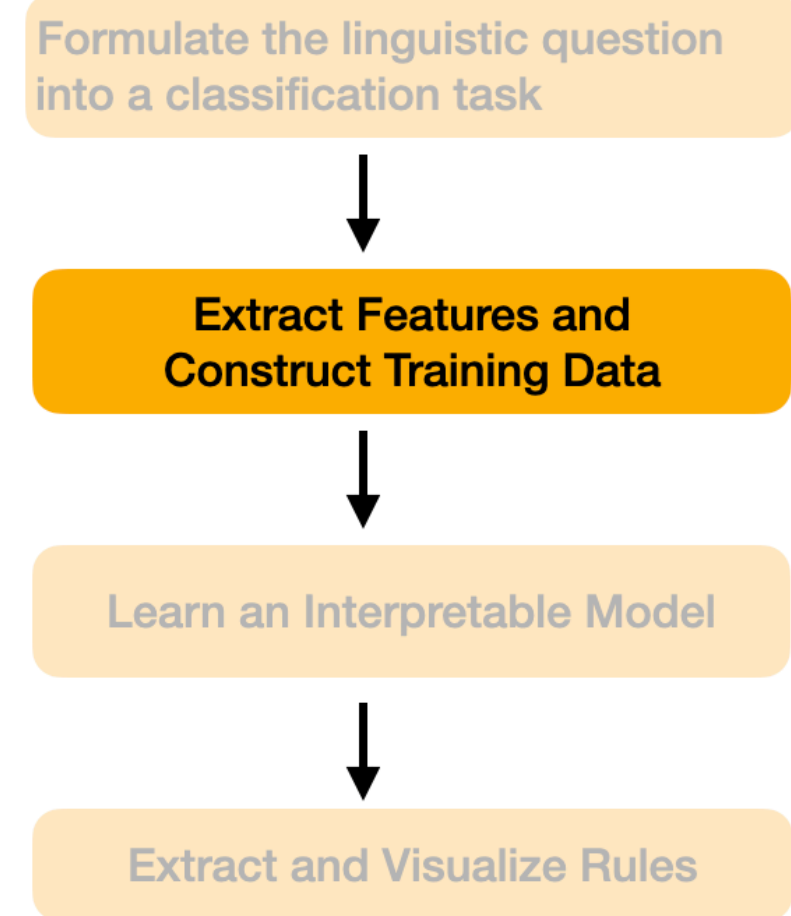 Formulate the linguistic question
into a classification task
Extract Features and
Construct Training Data
Learn an Interpretable Model
Extract and Visualize Rules